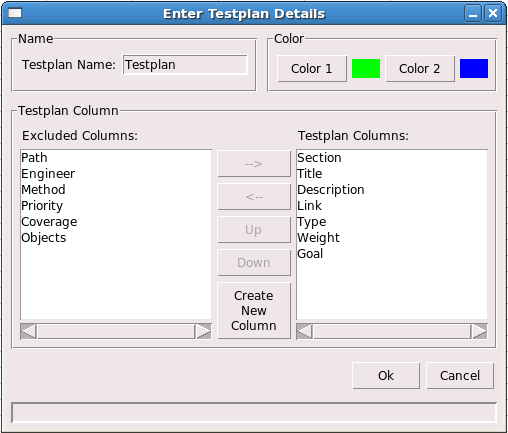 Enter Testplan Details
Name
Color
Testplan Name: Testplan
Color 1
Color 2
Testplan Column
Excluded Columns:
Testplan Columns:
Path
Engineer
Method
Priority
Coverage
Objects
-->
<--
Up
Down
Create
New
Column
Section
Title
Description
Link
Type
Weight
Goal
Ok
Cancel